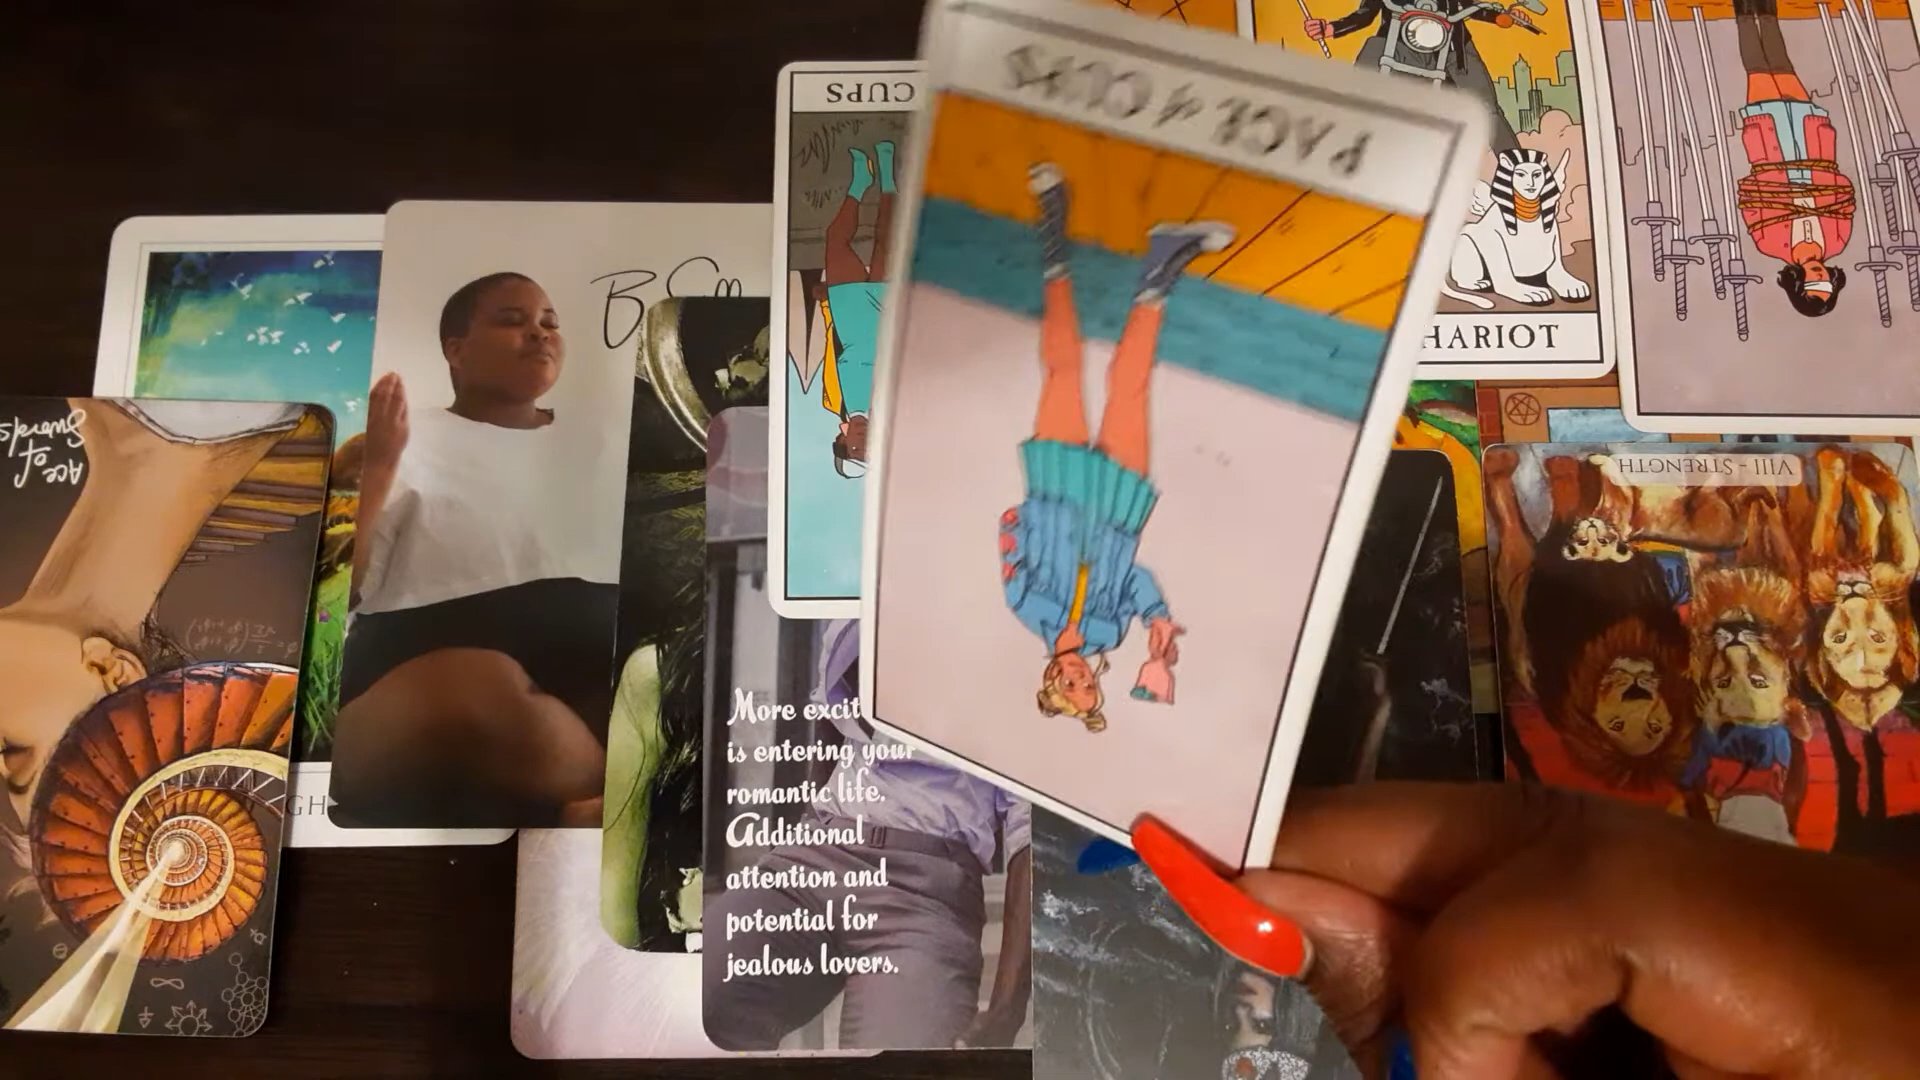 CUPS
PAGE of CUPS
HARIOT
VIII - STRENGTH
Ace
of
Swords
GH
More excit
is entering your
romantic life.
Additional
attention and
potential for
jealous lovers.